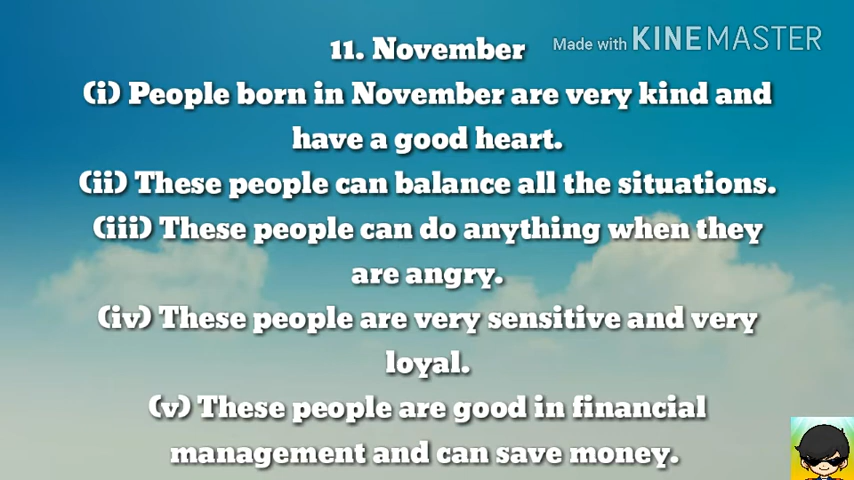 11. November
Made with KINEMASTER
(i) People born in November are very kind and
have a good heart.
(ii) These people can balance all the situations.
(iii) These people can do anything when they
are angry.
(iv) These people are very sensitive and very
loyal.
(v) These people are good in financial
management and can save money.